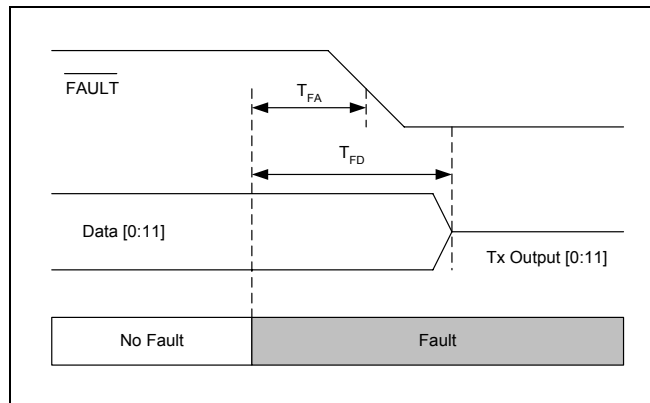 FAULT
TFA
TFD
Data [0:11]
Tx Output [0:11]
No Fault
Fault